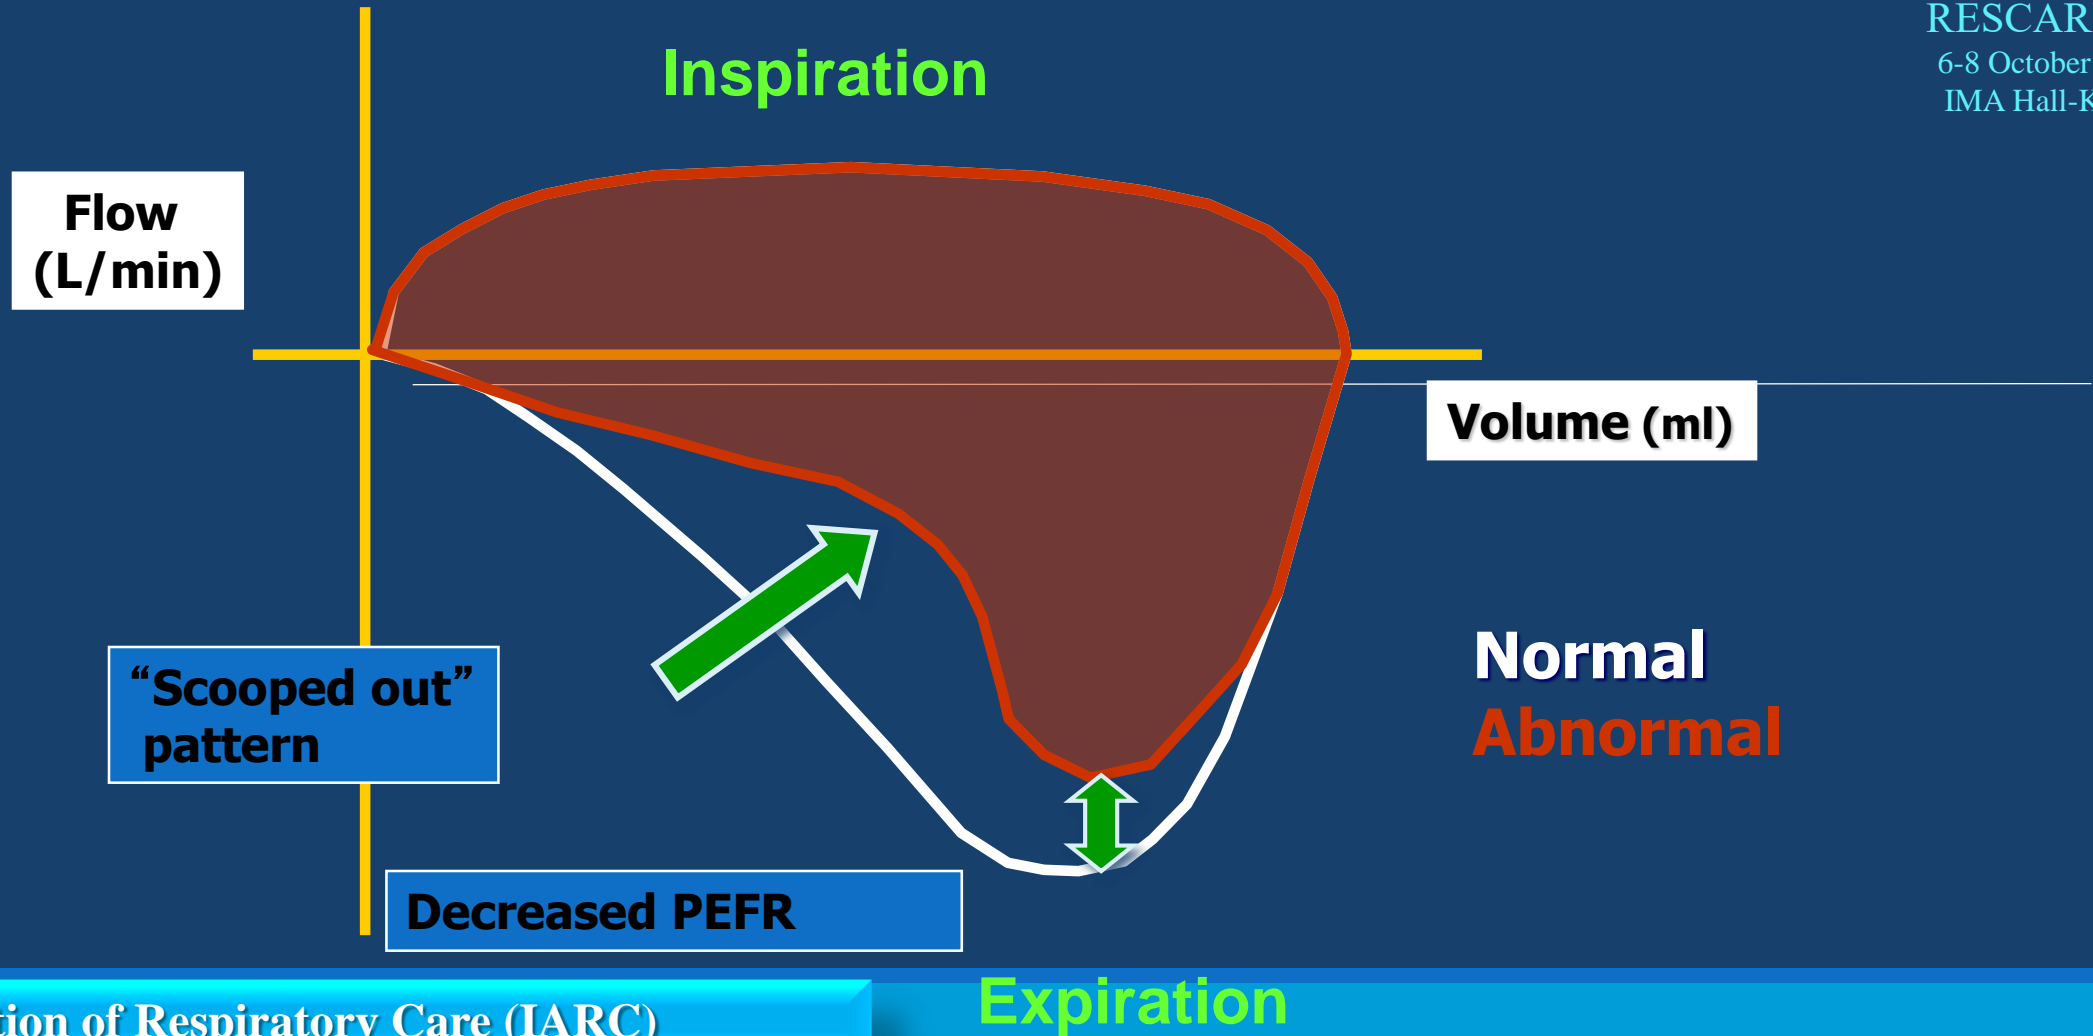 RESCAR
6-8 October
IMA Hall-K
Inspiration
Flow
(L/min)
Volume (ml)
Normal
Abnormal
“Scooped out”
pattern
Decreased PEFR
Expiration
tion of Respiratory Care (IARC)